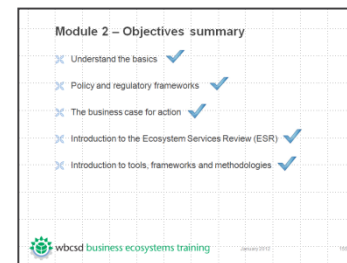 Module 2 – Objectives summary
Understand the basics
Policy and regulatory frameworks
The business case for action
Introduction to the Ecosystem Services Review (ESR)
Introduction to tools, frameworks and methodologies
wbcsd business ecosystems training